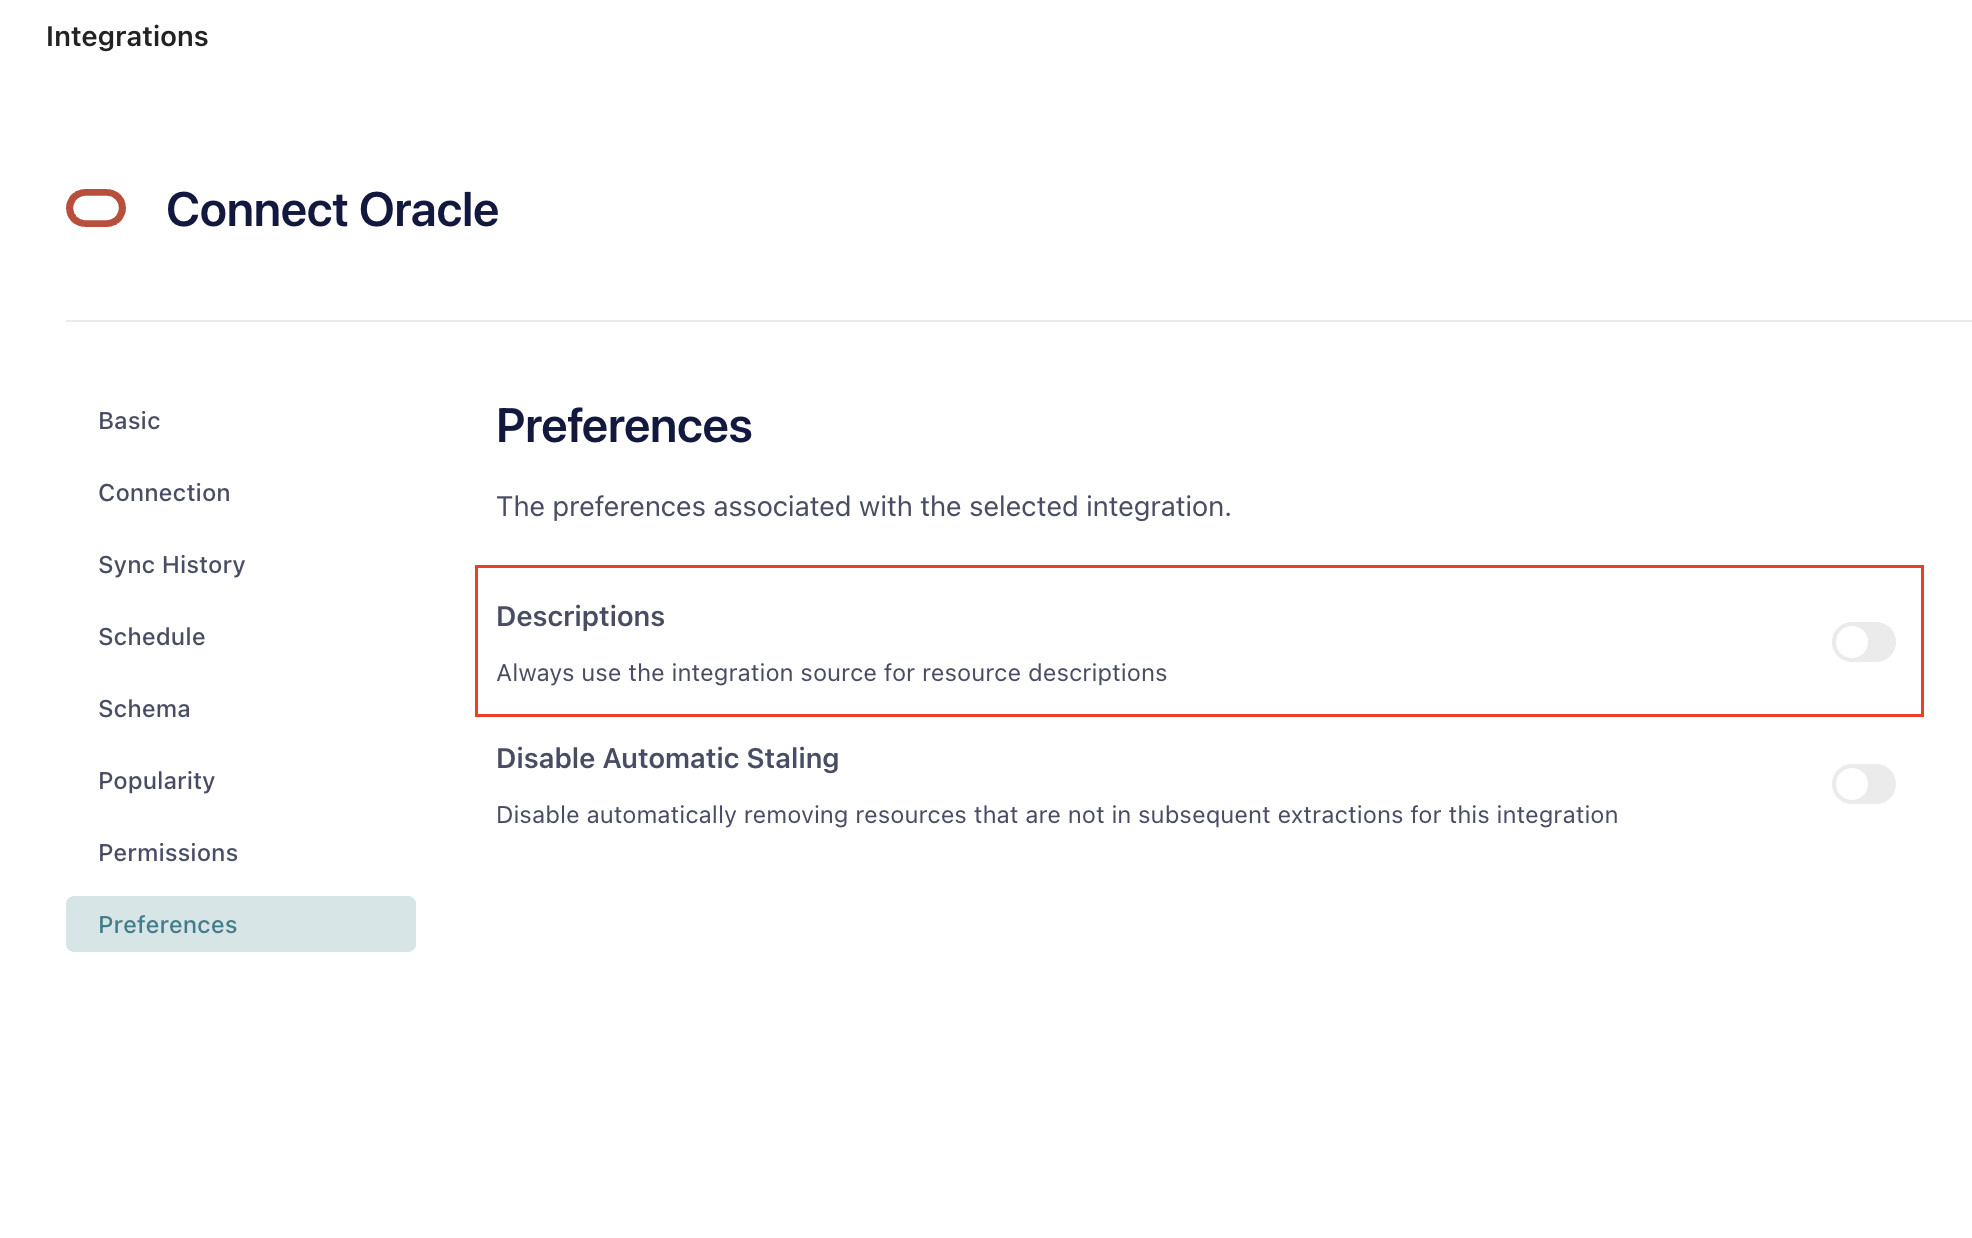 Integrations
Connect Oracle
Basic
Connection
Sync History
Schedule
Schema
Popularity
Permissions
Preferences
Preferences
The preferences associated with the selected integration.
Descriptions
Always use the integration source for resource descriptions
Disable Automatic Staling
Disable automatically removing resources that are not in subsequent extractions for this integration